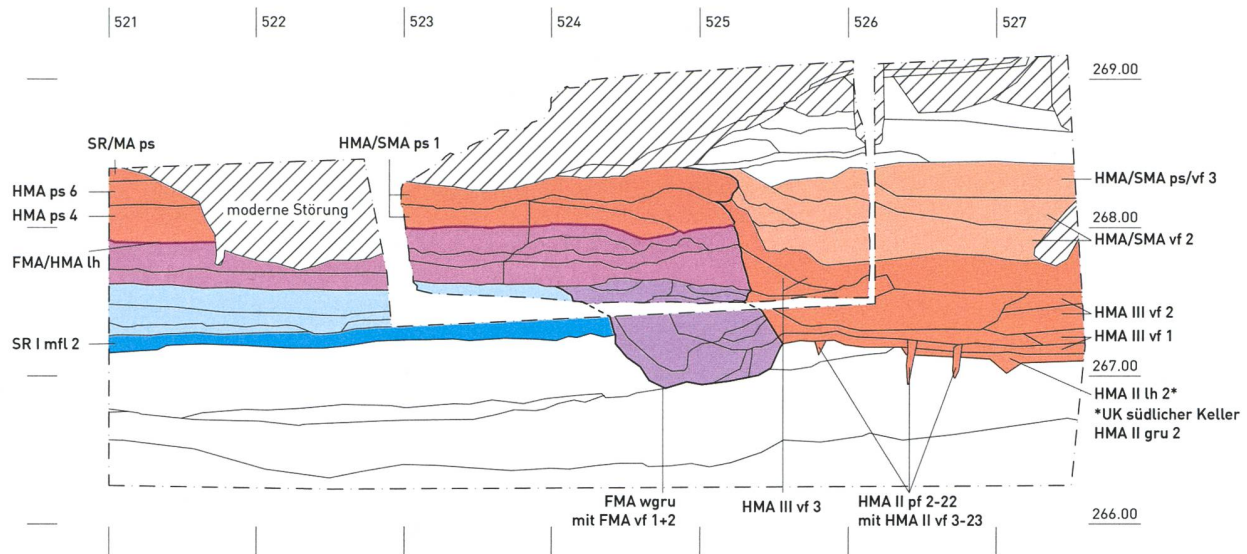 521 522 523 524 525 526 527
269.00
SR/MA ps
HMA/SMA ps 1
HMA ps 6
HMA ps 4
moderne Störung
FMA/HMA lh
SR I mfl 2
HMA/SMA ps/vf 3
268.00
HMA/SMA vf 2
HMA III vf 2
HMA III vf 1
267.00
HMA II lh 2*
*UK südlicher Keller
HMA II gru 2
FMA wgru
mit FMA vf 1+2
HMA III vf 3
HMA II pf 2-22
mit HMA II vf 3-23
266.00